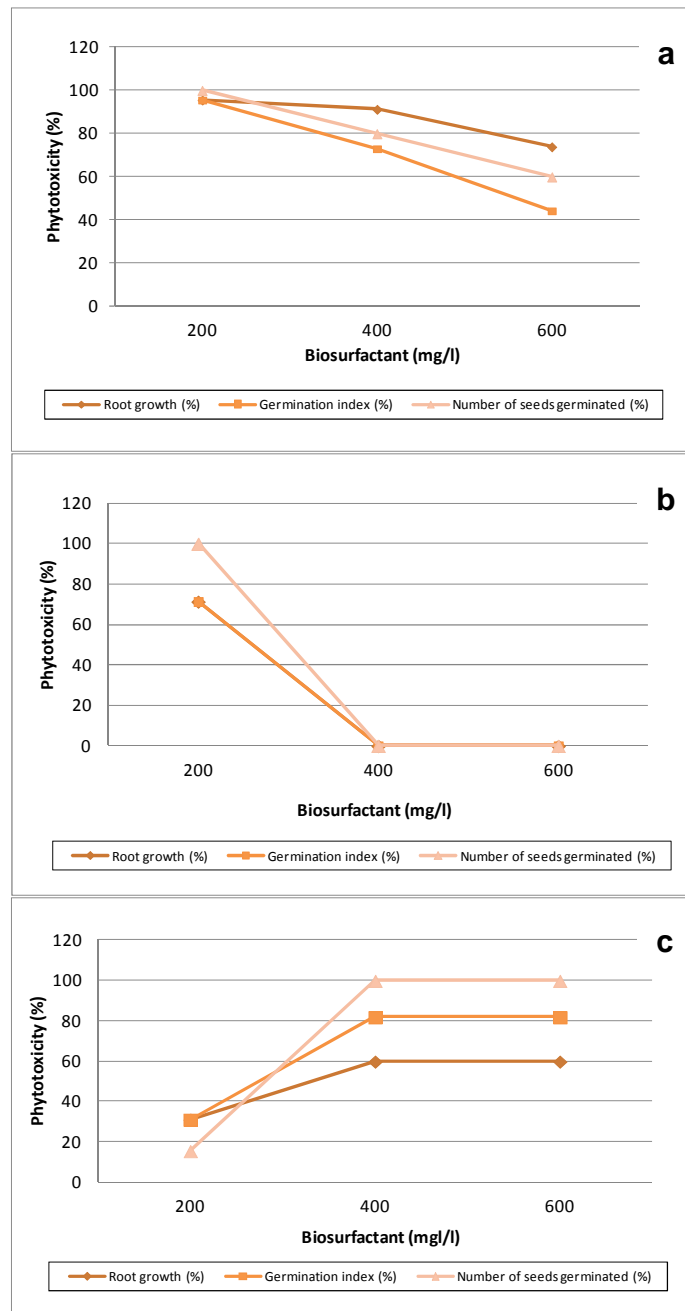 a
120
100
80
60
40
20
0
Phytotoxicity (%)
200 400 600
Biosurfactant (mg/l)
Root growth (%) Germination index (%) Number of seeds germinated (%)
b
120
100
80
60
40
20
0
Phytotoxicity (%)
200 400 600
Biosurfactant (mg/l)
Root growth (%) Germination index (%) Number of seeds germinated (%)
c
120
100
80
60
40
20
0
Phytotoxicity (%)
200 400 600
Biosurfactant (mgl/l)
Root growth (%) Germination index (%) Number of seeds germinated (%)